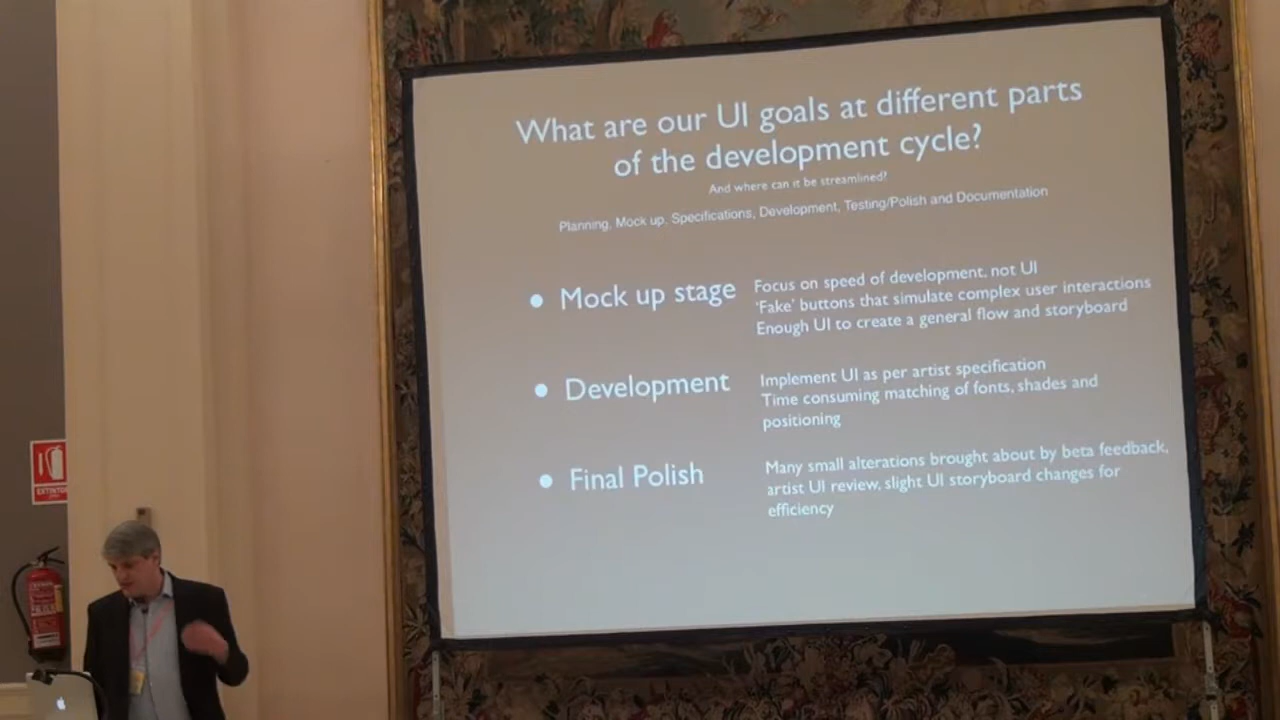 What are our UI goals at different parts
of the development cycle?
And where can it be streamlined?
Planning, Mock up, Specifications, Development, Testing/Polish and Documentation
• Mock up stage
Focus on speed of development, not UI
'Fake' buttons that simulate complex user interactions
Enough UI to create a general flow and storyboard
• Development
Implement UI as per artist specification
Time consuming matching of fonts, shades and
positioning
• Final Polish
Many small alterations brought about by beta feedback,
artist UI review, slight UI storyboard changes for
efficiency
EXTINTOR